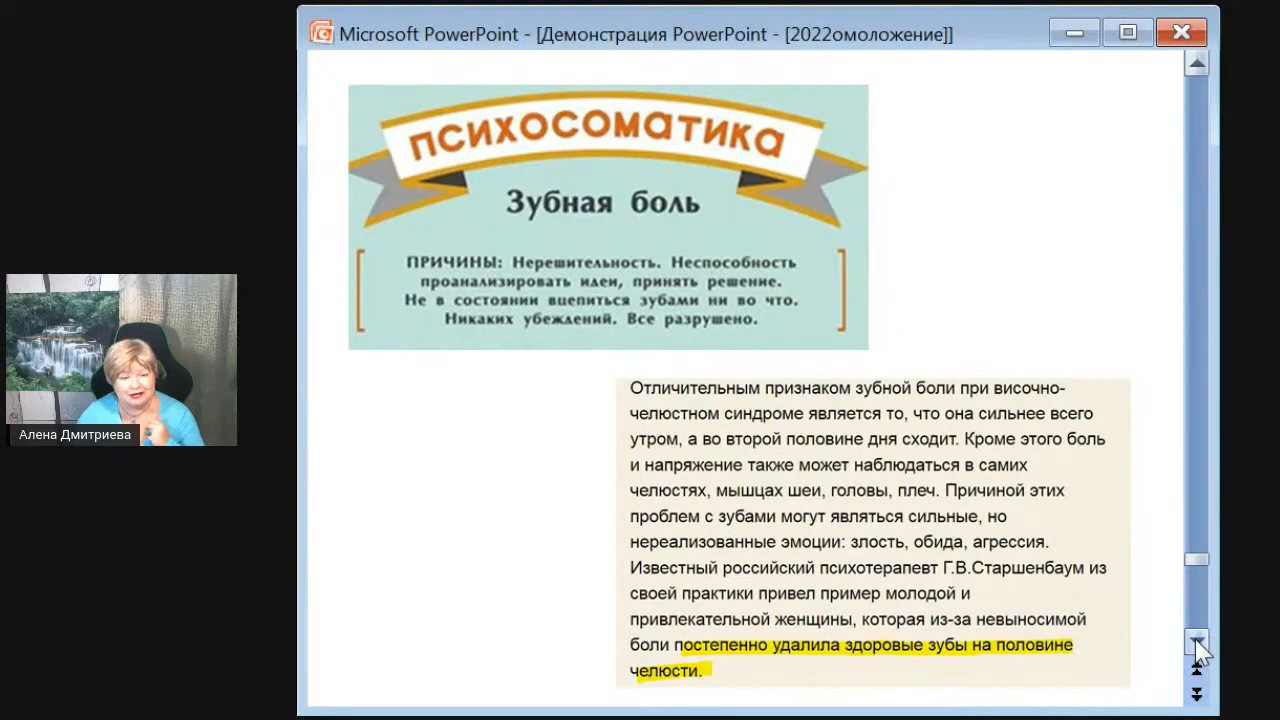 Microsoft PowerPoint - [Демонстрация PowerPoint - [2022омоложение]]
ПСИХОСОМАТИКА
Зубная боль
ПРИЧИНЫ: Нерешительность. Неспособность
проанализировать идеи, принять решение.
Не в состоянии вцепиться зубами ни во что.
Никаких убеждений. Все разрушено.
Алена Дмитриева
Отличительным признаком зубной боли при височно-
челюстном синдроме является то, что она сильнее всего
утром, а во второй половине дня сходит. Кроме этого боль
и напряжение также может наблюдаться в самих
челюстях, мышцах шеи, головы, плеч. Причиной этих
проблем с зубами могут являться сильные, но
нереализованные эмоции: злость, обида, агрессия.
Известный российский психотерапевт Г.В.Старшенбаум из
своей практики привел пример молодой и
привлекательной женщины, которая из-за невыносимой
боли постепенно удалила здоровые зубы на половине
челюсти.